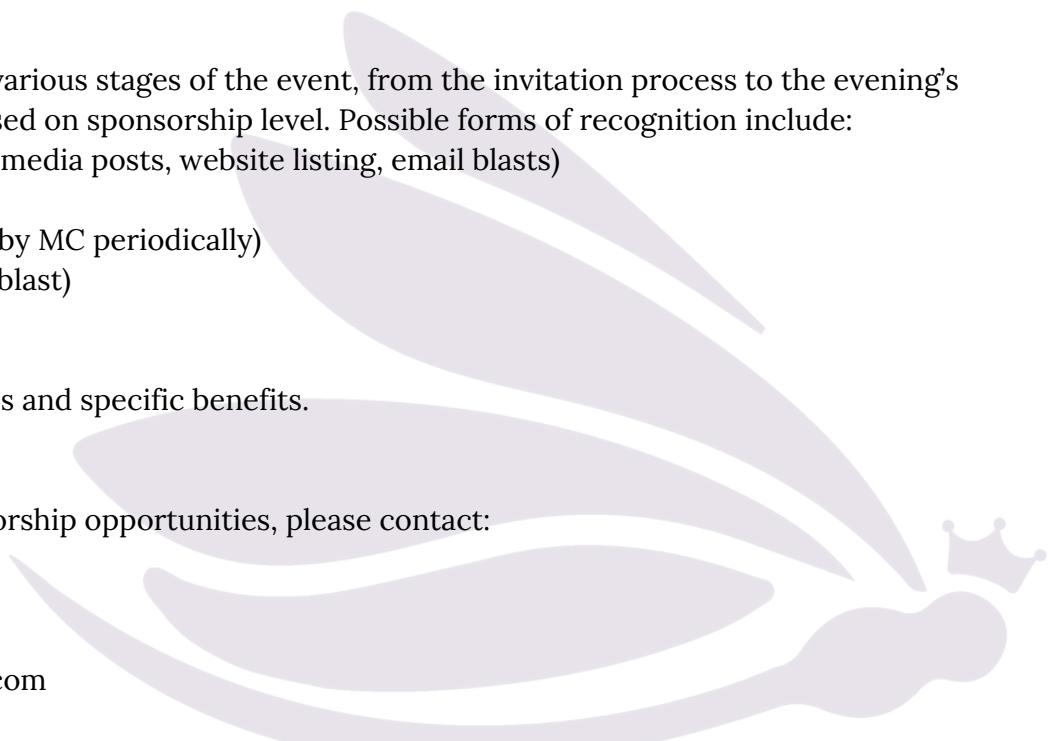 various stages of the event, from the invitation process to the evening’s
sed on sponsorship level. Possible forms of recognition include:
media posts, website listing, email blasts)
by MC periodically)
blast)
s and specific benefits.
orship opportunities, please contact:
com